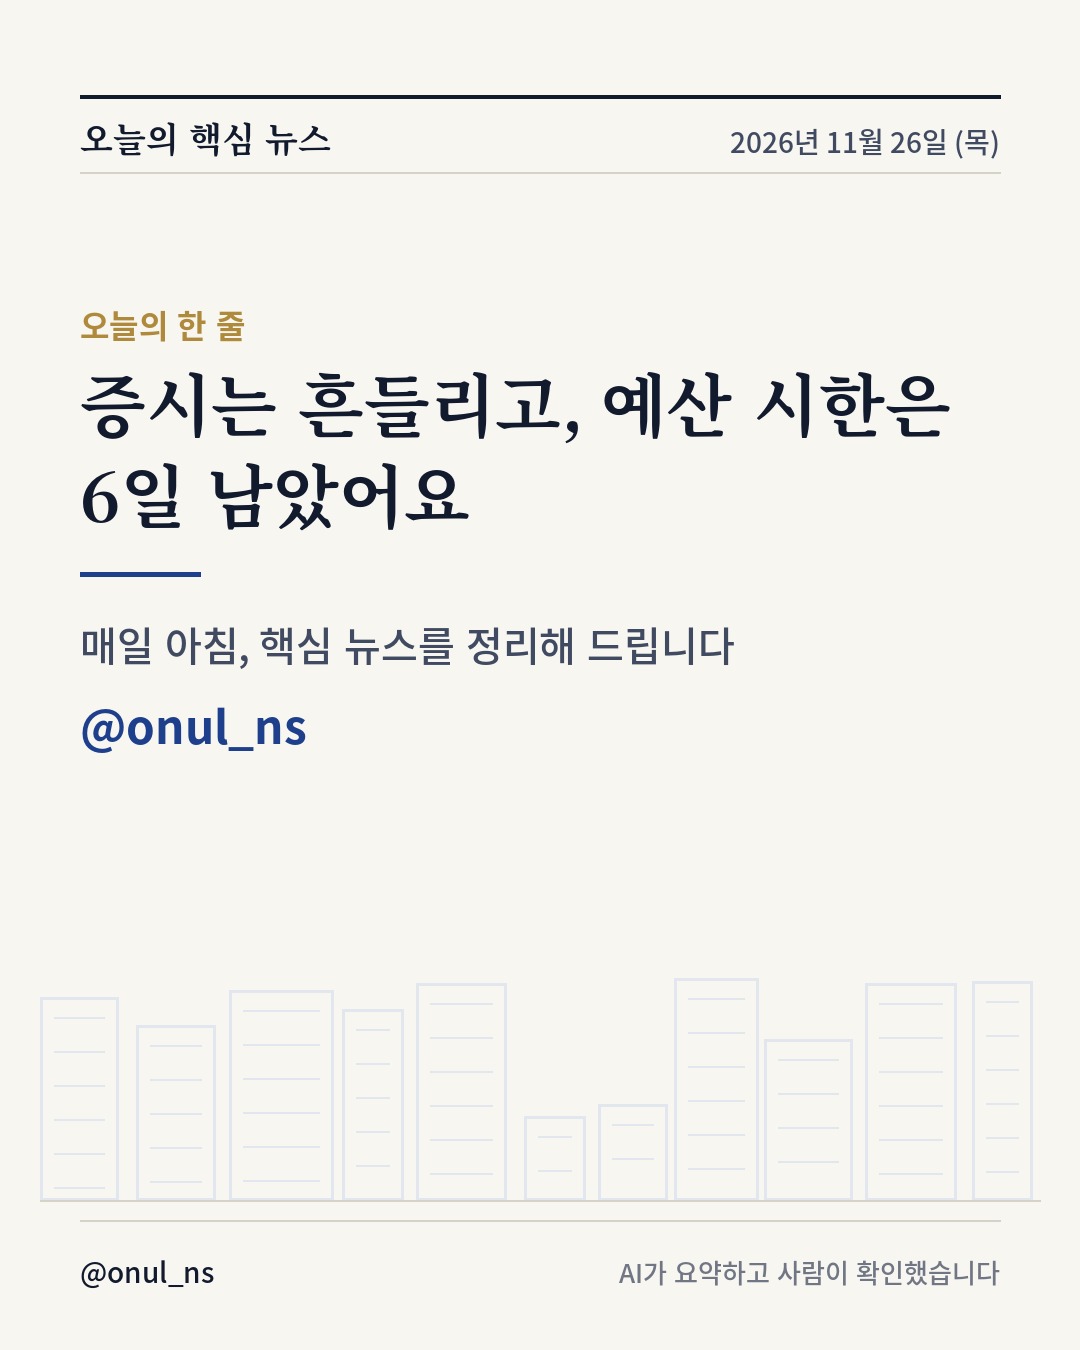 오늘의 핵심 뉴스
2026년 11월 26일 (목)
오늘의 한 줄
증시는 흔들리고, 예산 시한은
6일 남았어요
매일 아침, 핵심 뉴스를 정리해 드립니다
@onul_ns
@onul_ns
AI가 요약하고 사람이 확인했습니다